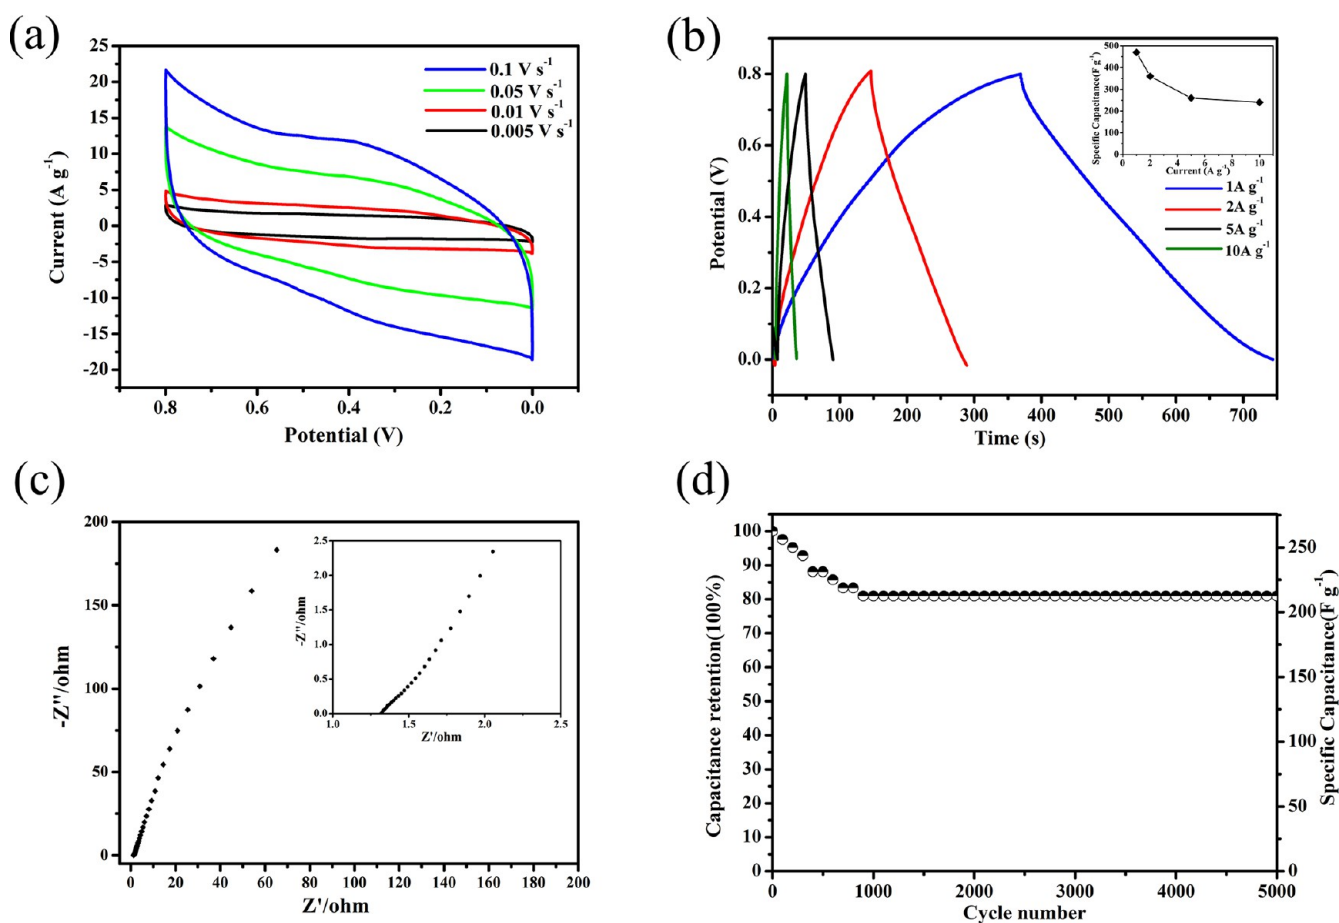 (a)
25
20
15
10
5
0
-5
-10
-15
-20
Current (A g-1)
0.1 V s-1
0.05 V s-1
0.01 V s-1
0.005 V s-1
0.8 0.6 0.4 0.2 0.0
Potential (V)
(b)
0.8
0.6
0.4
0.2
0.0
Potential (V)
500
400
300
200
100
0
Speeific Capacitance(F g-1)
0 2 4 6 8 10
Current (A g-1)
1A g-1
2A g-1
5A g-1
10A g-1
0 100 200 300 400 500 600 700
Time (s)
(c)
200
150
100
50
0
-Z''/ohm
2.5
2.0
1.5
1.0
0.5
0.0
-Z''/ohm
1.0 1.5 2.0 2.5
Z'/ohm
0 20 40 60 80 100 120 140 160 180 200
Z'/ohm
(d)
100
90
80
70
60
50
40
30
20
10
0
Capacitance retention(100%)
250
200
150
100
50
0
Specific Capacitance(F g-1)
0 1000 2000 3000 4000 5000
Cycle number